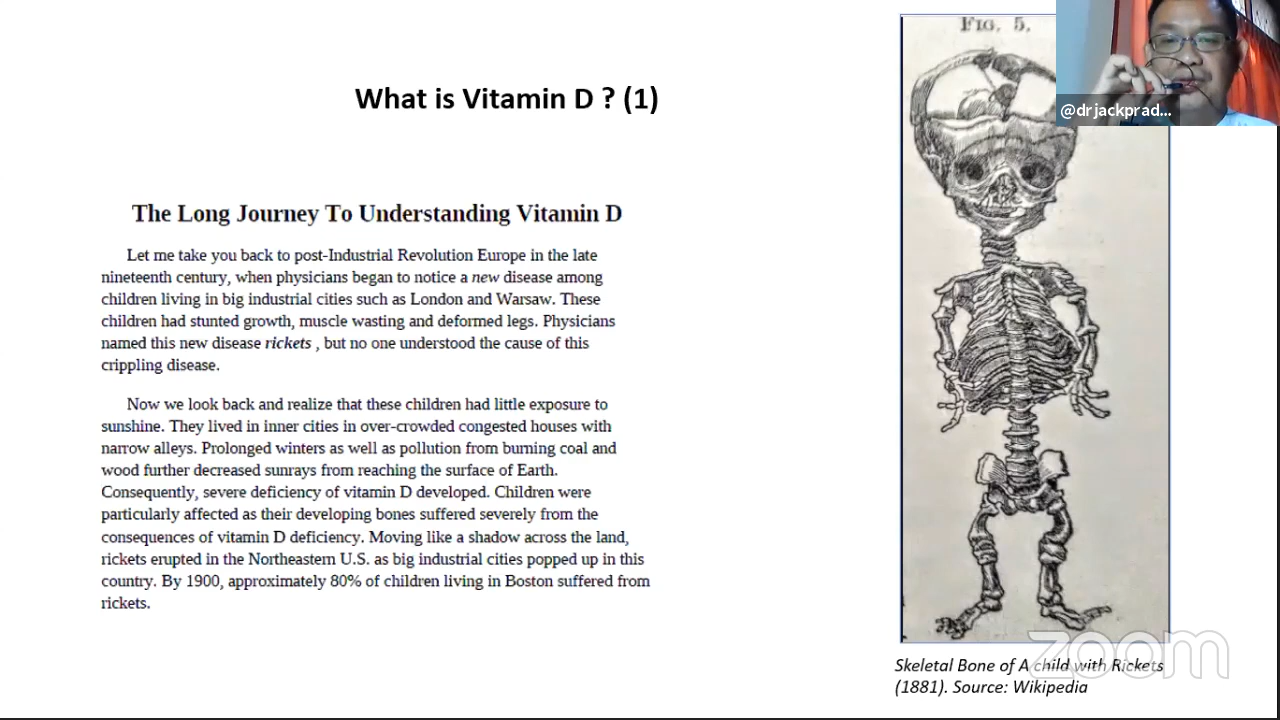 What is Vitamin D ? (1)
The Long Journey To Understanding Vitamin D
Let me take you back to post-Industrial Revolution Europe in the late
nineteenth century, when physicians began to notice a new disease among
children living in big industrial cities such as London and Warsaw. These
children had stunted growth, muscle wasting and deformed legs. Physicians
named this new disease rickets , but no one understood the cause of this
crippling disease.
Now we look back and realize that these children had little exposure to
sunshine. They lived in inner cities in over-crowded congested houses with
narrow alleys. Prolonged winters as well as pollution from burning coal and
wood further decreased sunrays from reaching the surface of Earth.
Consequently, severe deficiency of vitamin D developed. Children were
particularly affected as their developing bones suffered severely from the
consequences of vitamin D deficiency. Moving like a shadow across the land,
rickets erupted in the Northeastern U.S. as big industrial cities popped up in this
country. By 1900, approximately 80% of children living in Boston suffered from
rickets.
FIG. 5.
@drjackprad...
Skeletal Bone of A child with Rickets
(1881). Source: Wikipedia
zoom